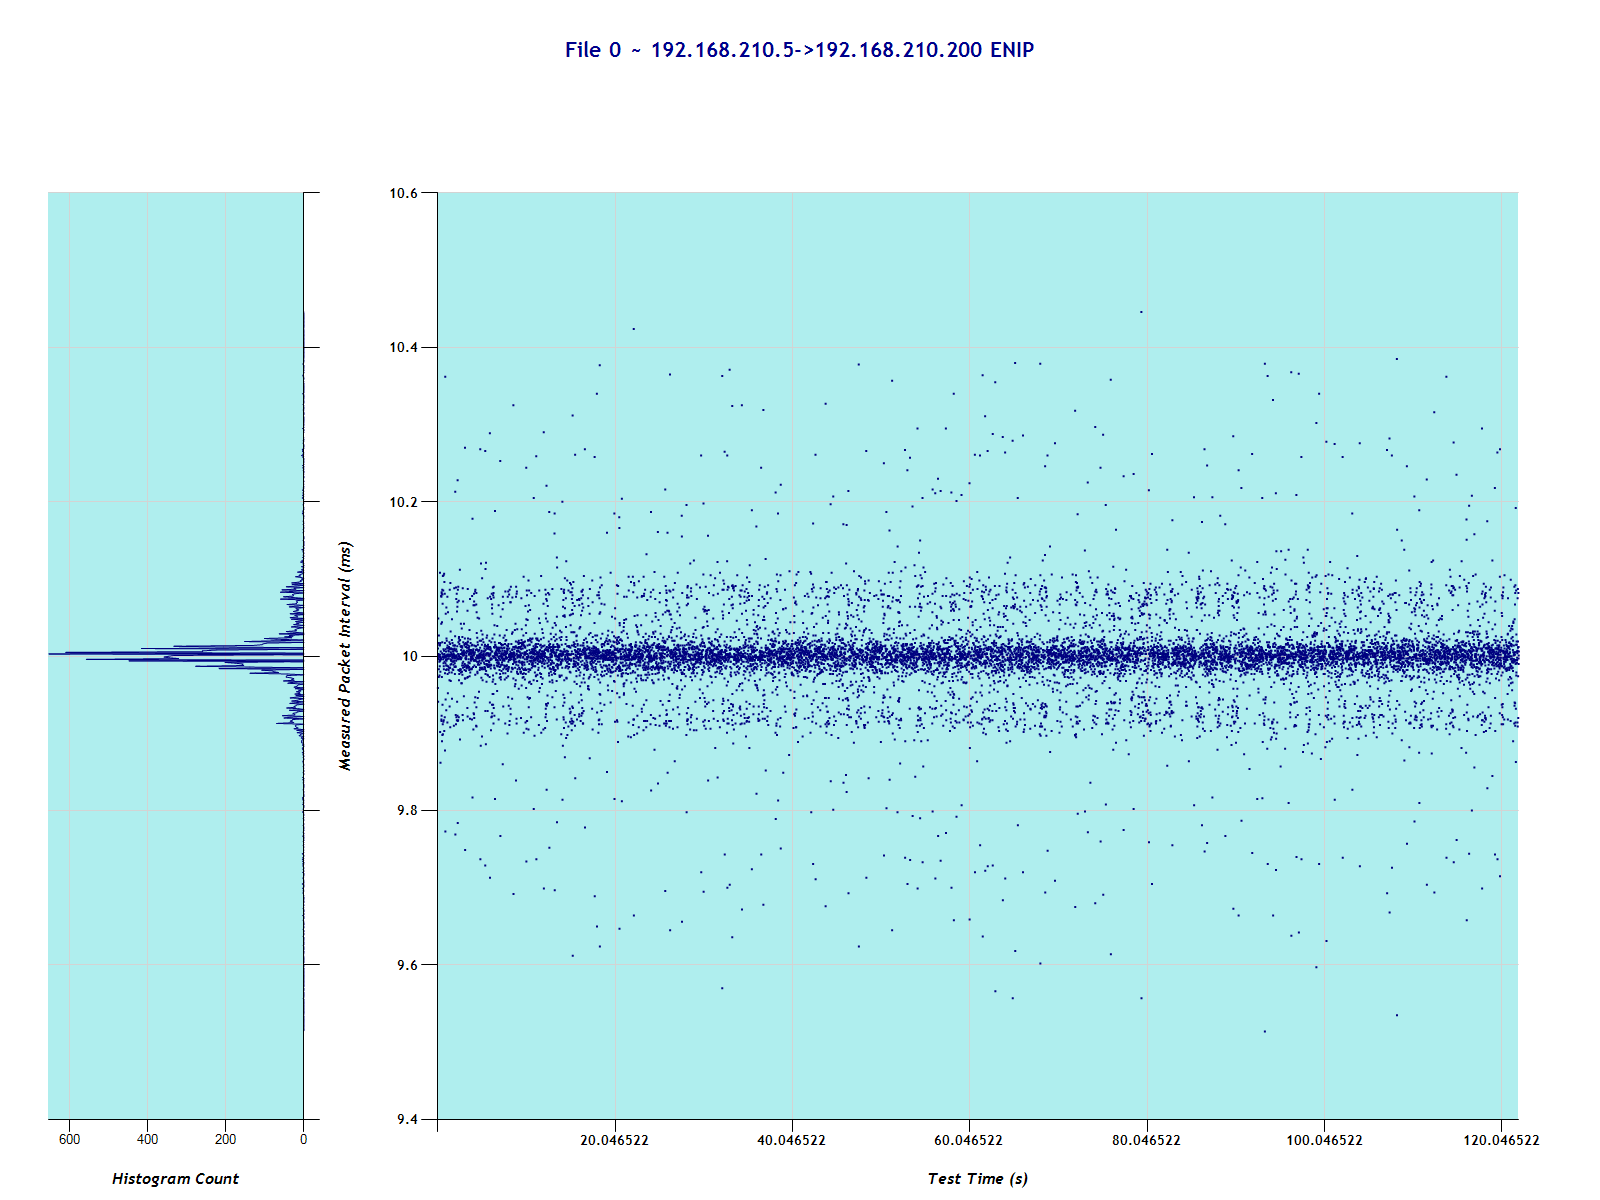 File 0 ~ 192.168.210.5->192.168.210.200 ENIP
10.6
10.4
10.2
10
9.8
9.6
9.4
Measured Packet Interval (ms)
600 400 200 0
20.046522 40.046522 60.046522 80.046522 100.046522 120.046522
Histogram Count
Test Time (s)